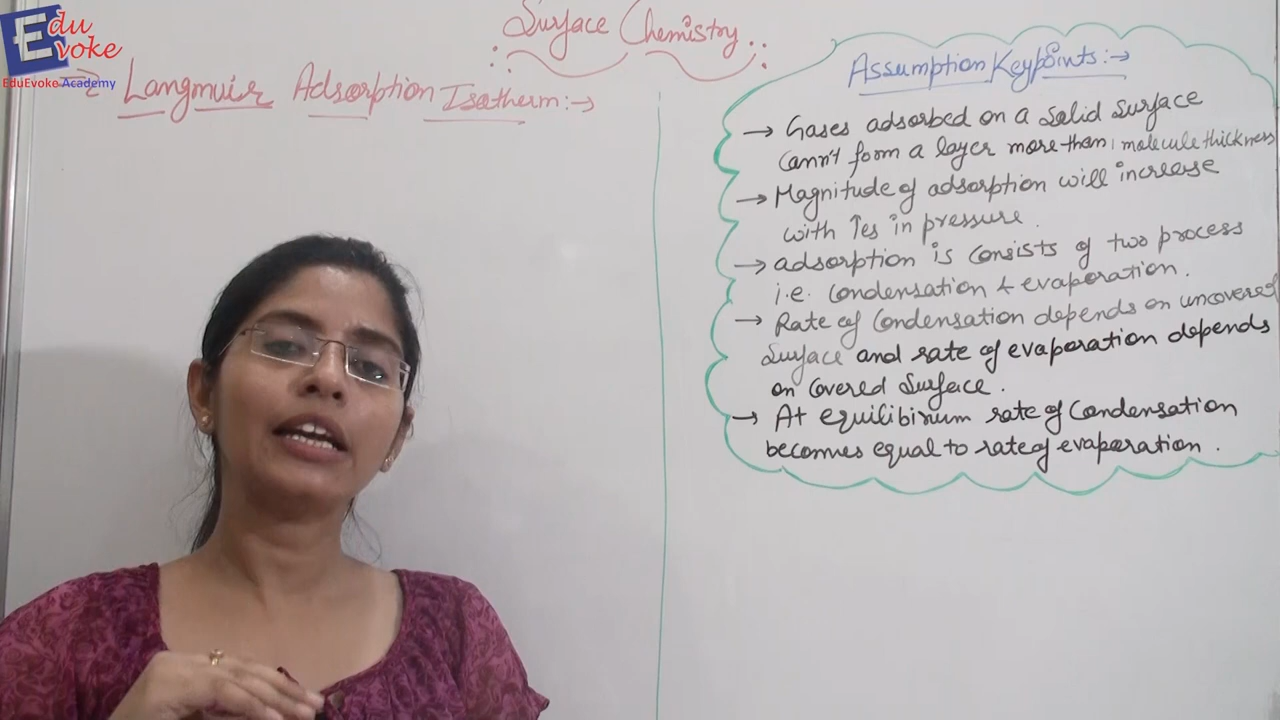 Edu
Evoke
EduEvoke Academy
Surface Chemistry
Langmuir Adsorption Isotherm:→
Assumption Keypoints:→
→ Gases adsorbed on a solid surface
cann't form a layer more than 1 molecule thickness
→ Magnitude of adsorption will increase
with ↑es in pressure.
→ adsorption is consists of two process
i.e. condensation & evaporation.
→ Rate of condensation depends on uncovered
surface and rate of evaporation depends
on covered surface.
→ At equilibirium rate of condensation
becomes equal to rate of evaporation.